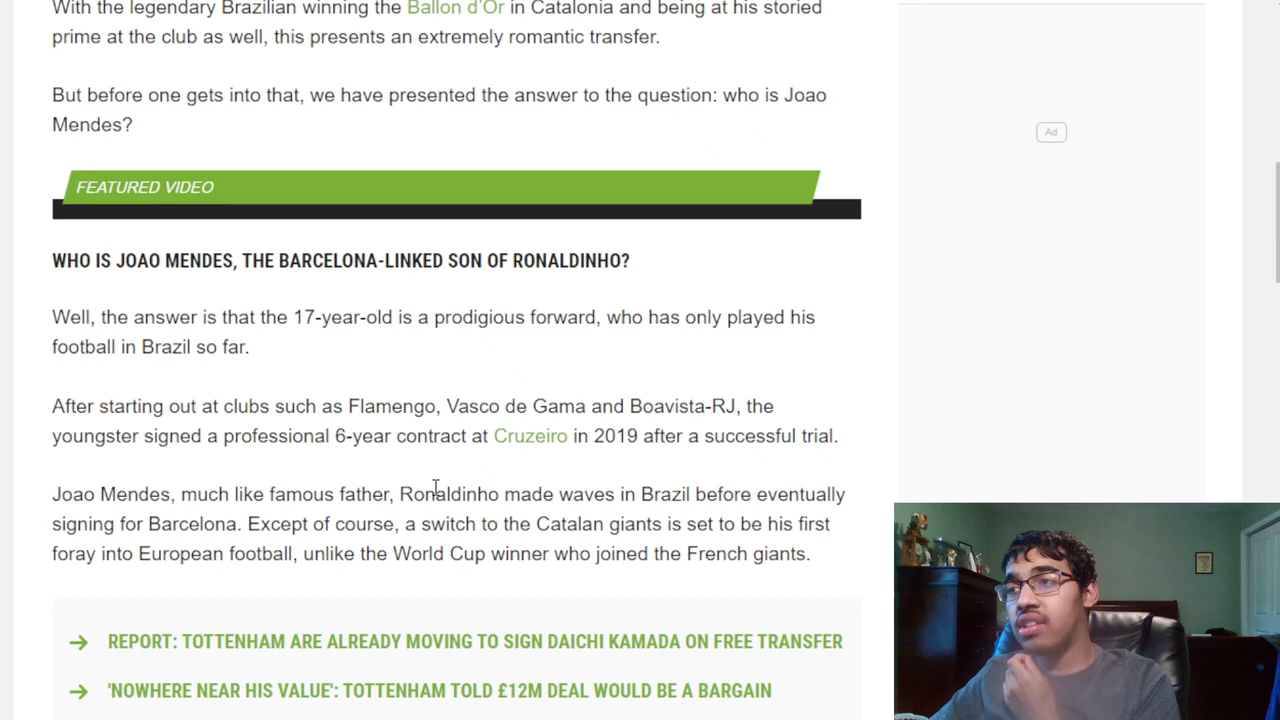 With the legendary Brazilian winning the Ballon d’Or in Catalonia and being at his storied
prime at the club as well, this presents an extremely romantic transfer.
But before one gets into that, we have presented the answer to the question: who is Joao
Mendes?
Ad
FEATURED VIDEO
WHO IS JOAO MENDES, THE BARCELONA-LINKED SON OF RONALDINHO?
Well, the answer is that the 17-year-old is a prodigious forward, who has only played his
football in Brazil so far.
After starting out at clubs such as Flamengo, Vasco de Gama and Boavista-RJ, the
youngster signed a professional 6-year contract at Cruzeiro in 2019 after a successful trial.
Joao Mendes, much like famous father, Ronaldinho made waves in Brazil before eventually
signing for Barcelona. Except of course, a switch to the Catalan giants is set to be his first
foray into European football, unlike the World Cup winner who joined the French giants.
REPORT: TOTTENHAM ARE ALREADY MOVING TO SIGN DAICHI KAMADA ON FREE TRANSFER
'NOWHERE NEAR HIS VALUE': TOTTENHAM TOLD £12M DEAL WOULD BE A BARGAIN